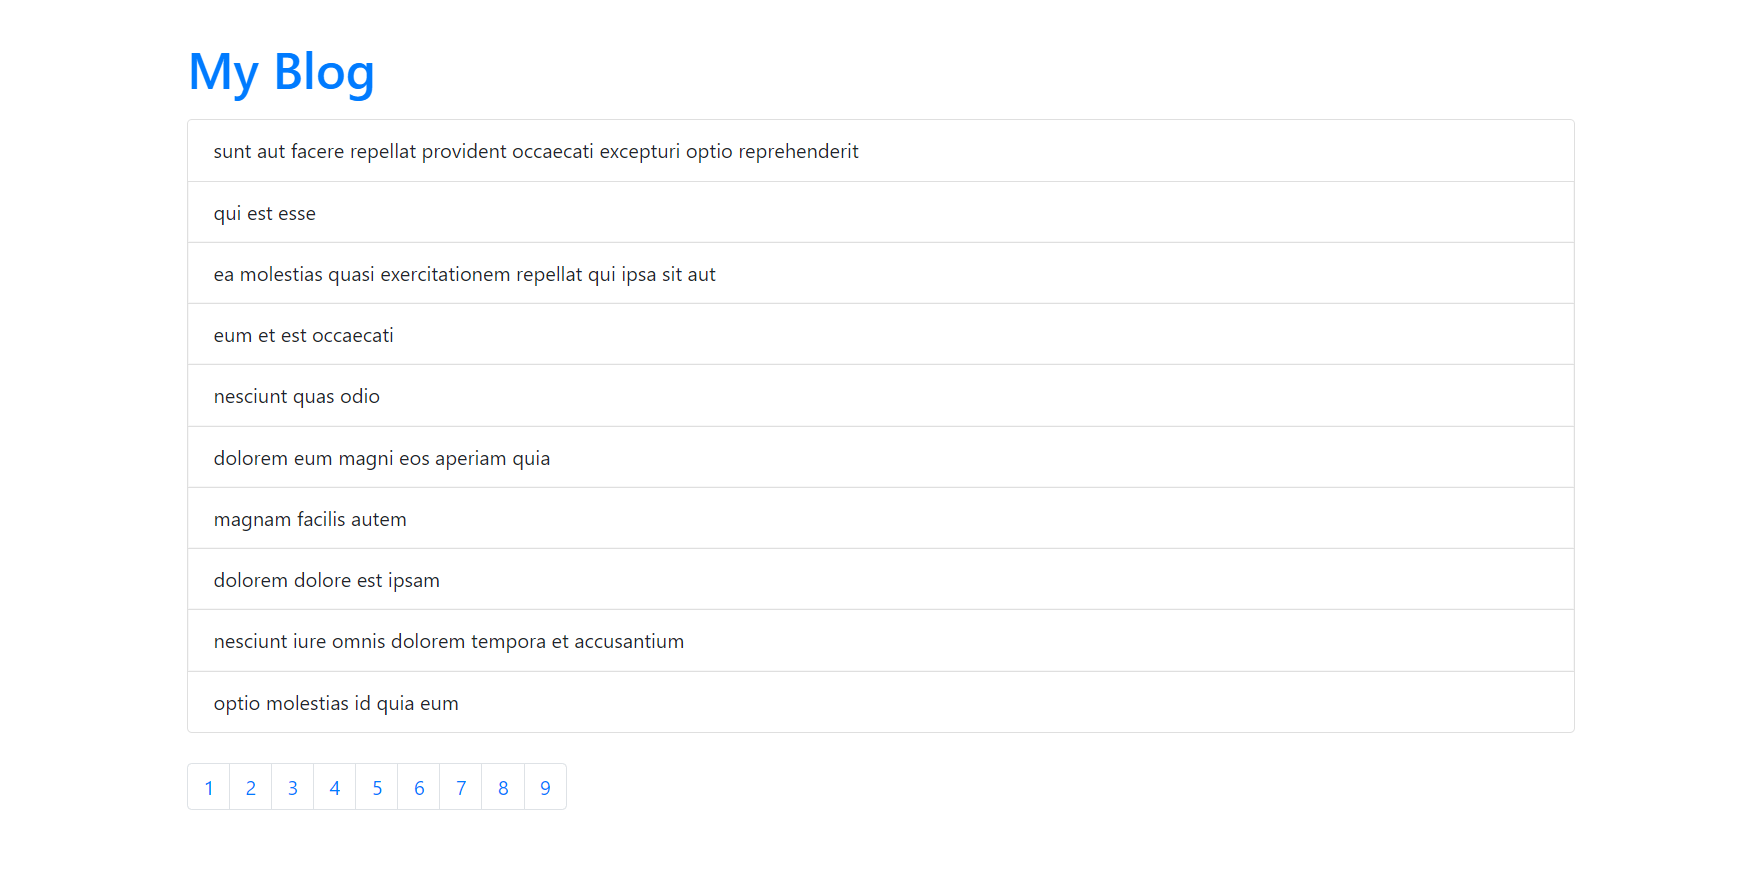 My Blog
sunt aut facere repellat provident occaecati excepturi optio reprehenderit
qui est esse
ea molestias quasi exercitationem repellat qui ipsa sit aut
eum et est occaecati
nesciunt quas odio
dolorem eum magni eos aperiam quia
magnam facilis autem
dolorem dolore est ipsam
nesciunt iure omnis dolorem tempora et accusantium
optio molestias id quia eum
1 2 3 4 5 6 7 8 9